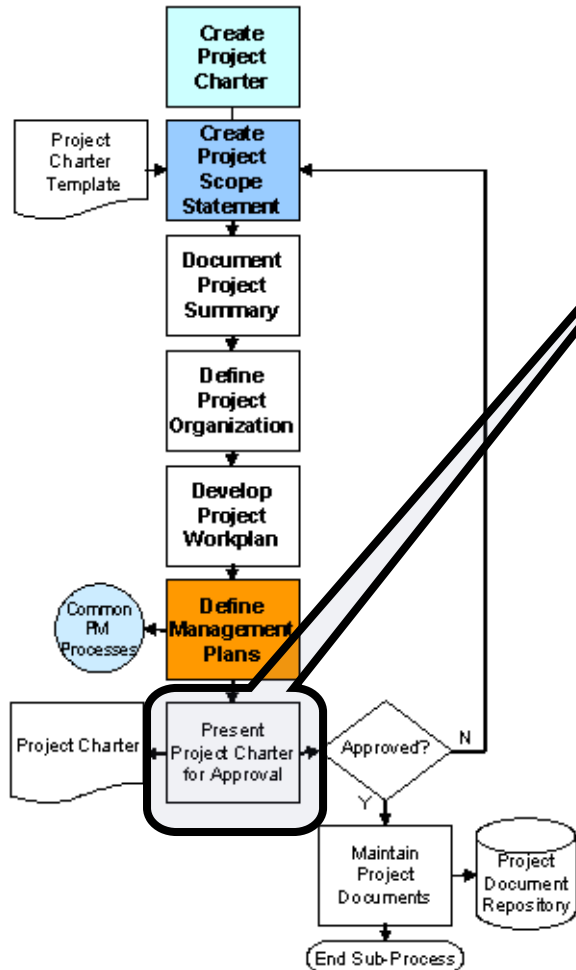 Create
Project
Charter
Project
Charter
Template
Create
Project
Scope
Statement
Document
Project
Summary
Define
Project
Organization
Develop
Project
Workplan
Common
PM
Processes
Define
Management
Plans
Project Charter
Present
Project Charter
for Approval
Approved?
N
Y
Maintain
Project
Documents
Project
Document
Repository
End Sub-Process